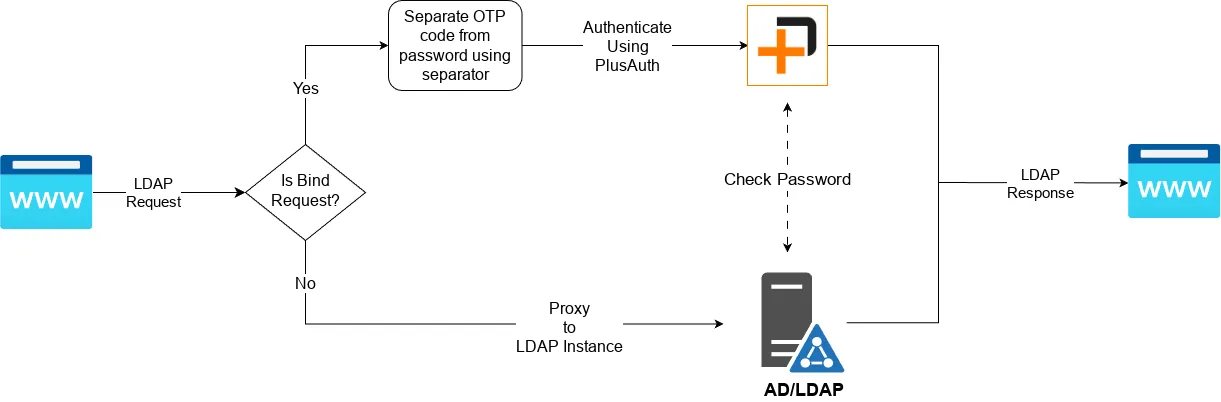 Separate OTP
code from
password using
separator
Authenticate
Using
PlusAuth
Yes
WWW
LDAP
Request
Is Bind
Request?
Check Password
LDAP
Response
WWW
No
Proxy
to
LDAP Instance
AD/LDAP